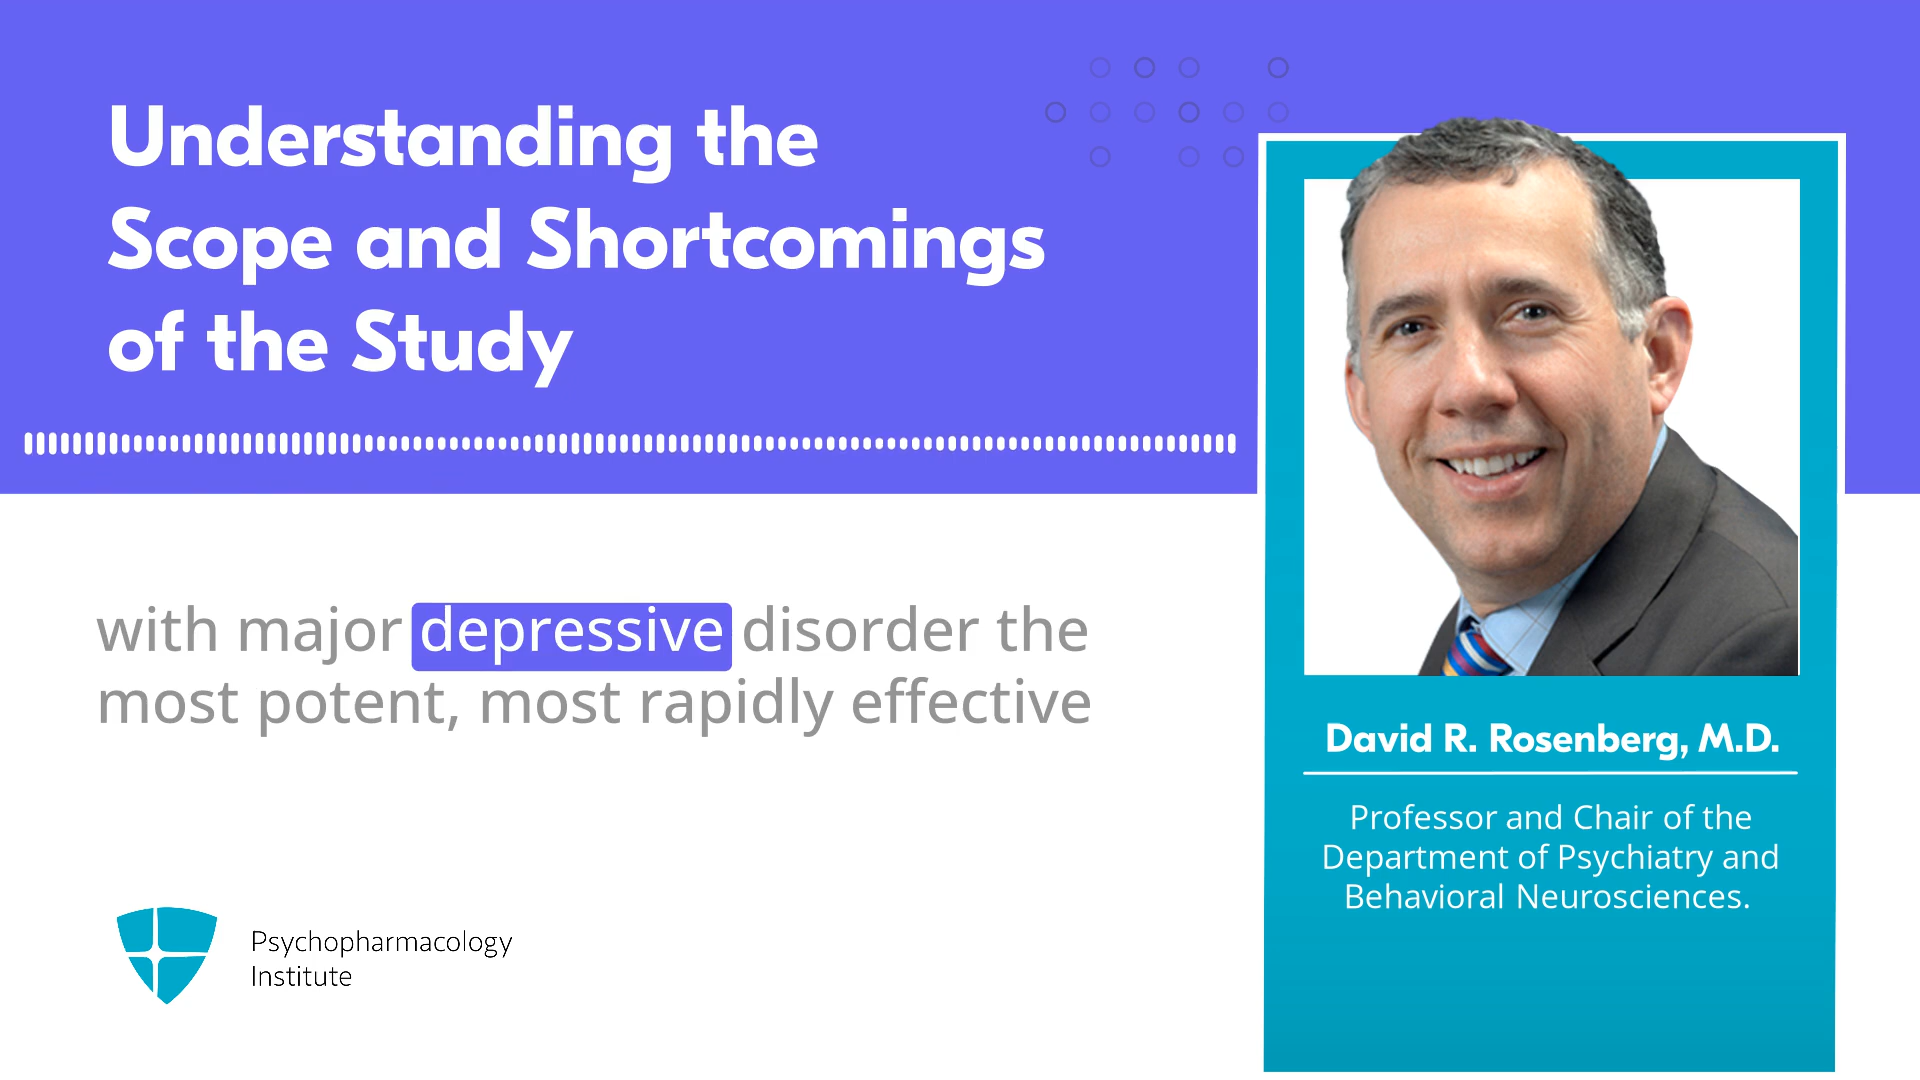 Understanding the
Scope and Shortcomings
of the Study
with major depressive disorder the
most potent, most rapidly effective
David R. Rosenberg, M.D.
Professor and Chair of the
Department of Psychiatry and
Behavioral Neurosciences.
Psychopharmacology
Institute